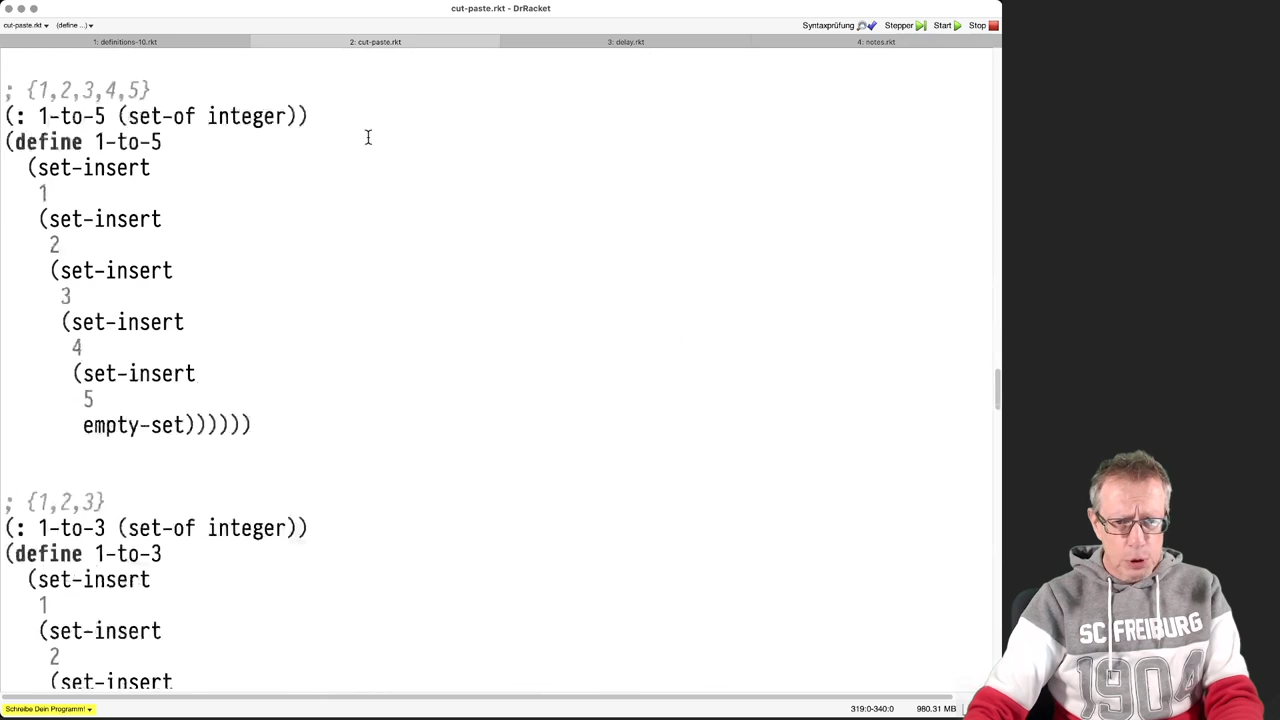 cut-paste.rkt - DrRacket
cut-paste.rkt ▾ (define ...) ▾ Syntaxprüfung Stepper Start Stop
1: definitions-10.rkt 2: cut-paste.rkt 3: delay.rkt 4: notes.rkt
; {1,2,3,4,5}
(: 1-to-5 (set-of integer))
(define 1-to-5
(set-insert
1
(set-insert
2
(set-insert
3
(set-insert
4
(set-insert
5
empty-set))))))
; {1,2,3}
(: 1-to-3 (set-of integer))
(define 1-to-3
(set-insert
1
(set-insert
2
(set-insert
Schreibe Dein Programm! ▾ 319:0-340:0 980.31 MB
SC FREIBURG
1904